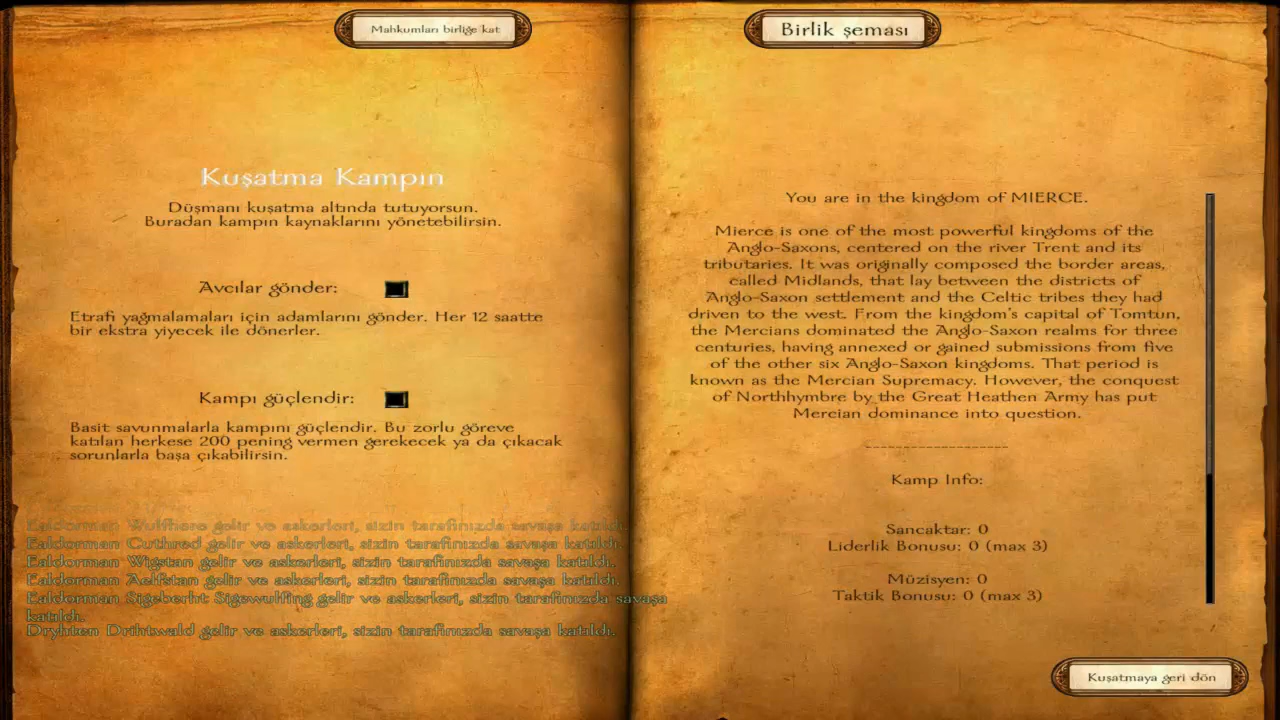 Mahkumları birliğe kat
Birlik şeması
Kuşatma Kampın
Düşmanı kuşatma altında tutuyorsun.
Buradan kampın kaynaklarını yönetebilirsin.
Avcılar gönder:
Etrafı yağmalamaları için adamlarını gönder. Her 12 saatte
bir ekstra yiyecek ile dönerler.
Kampı güçlendir:
Basit savunmalarla kampını güçlendir. Bu zorlu göreve
katılan herkese 200 pening vermen gerekecek ya da çıkacak
sorunlarla başa çıkabilirsin.
Ealdorman Wulfhere gelir ve askerleri, sizin tarafınızda savaşa katıldı.
Ealdorman Cuthred gelir ve askerleri, sizin tarafınızda savaşa katıldı.
Ealdorman Wigstan gelir ve askerleri, sizin tarafınızda savaşa katıldı.
Ealdorman Aelfstan gelir ve askerleri, sizin tarafınızda savaşa katıldı.
Ealdorman Sigeberht Sigewulfing gelir ve askerleri, sizin tarafınızda savaşa
katıldı.
Dryhten Drihtwald gelir ve askerleri, sizin tarafınızda savaşa katıldı.
You are in the kingdom of MIERCE.
Mierce is one of the most powerful kingdoms of the
Anglo-Saxons, centered on the river Trent and its
tributaries. It was originally composed the border areas,
called Midlands, that lay between the districts of
Anglo-Saxon settlement and the Celtic tribes they had
driven to the west. From the kingdom's capital of Tomtun,
the Mercians dominated the Anglo-Saxon realms for three
centuries, having annexed or gained submissions from five
of the other six Anglo-Saxon kingdoms. That period is
known as the Mercian Supremacy. However, the conquest
of Northhymbre by the Great Heathen Army has put
Mercian dominance into question.
--------------------
Kamp Info:
Sancaktar: 0
Liderlik Bonusu: 0 (max 3)
Müzisyen: 0
Taktik Bonusu: 0 (max 3)
Kuşatmaya geri dön